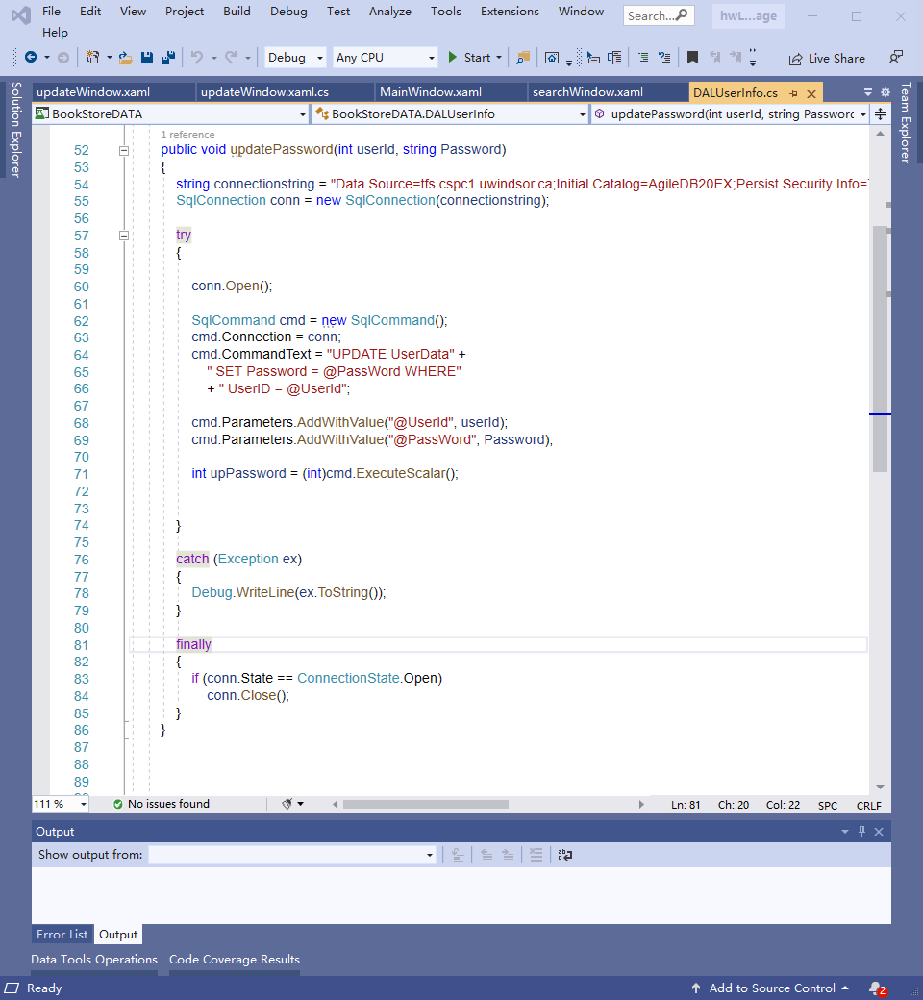 File Edit View Project Build Debug Test Analyze Tools Extensions Window Search... hwL...age
Help
Debug Any CPU Start Live Share
Solution Explorer
Team Explorer
updateWindow.xaml updateWindow.xaml.cs MainWindow.xaml searchWindow.xaml DALUserInfo.cs
BookStoreDATA BookStoreDATA.DALUserInfo updatePassword(int userId, string Password
1 reference
52 public void updatePassword(int userId, string Password)
53 {
54 string connectionstring = "Data Source=tfs.cspc1.uwindsor.ca;Initial Catalog=AgileDB20EX;Persist Security Info=
55 SqlConnection conn = new SqlConnection(connectionstring);
56
57 try
58 {
59
60 conn.Open();
61
62 SqlCommand cmd = new SqlCommand();
63 cmd.Connection = conn;
64 cmd.CommandText = "UPDATE UserData" +
65 " SET Password = @PassWord WHERE"
66 + " UserID = @UserId";
67
68 cmd.Parameters.AddWithValue("@UserId", userId);
69 cmd.Parameters.AddWithValue("@PassWord", Password);
70
71 int upPassword = (int)cmd.ExecuteScalar();
72
73
74 }
75
76 catch (Exception ex)
77 {
78 Debug.WriteLine(ex.ToString());
79 }
80
81 finally
82 {
83 if (conn.State == ConnectionState.Open)
84 conn.Close();
85 }
86 }
87
88
89
111 % No issues found Ln: 81 Ch: 20 Col: 22 SPC CRLF
Output
Show output from:
Error List Output
Data Tools Operations Code Coverage Results
Ready Add to Source Control 2